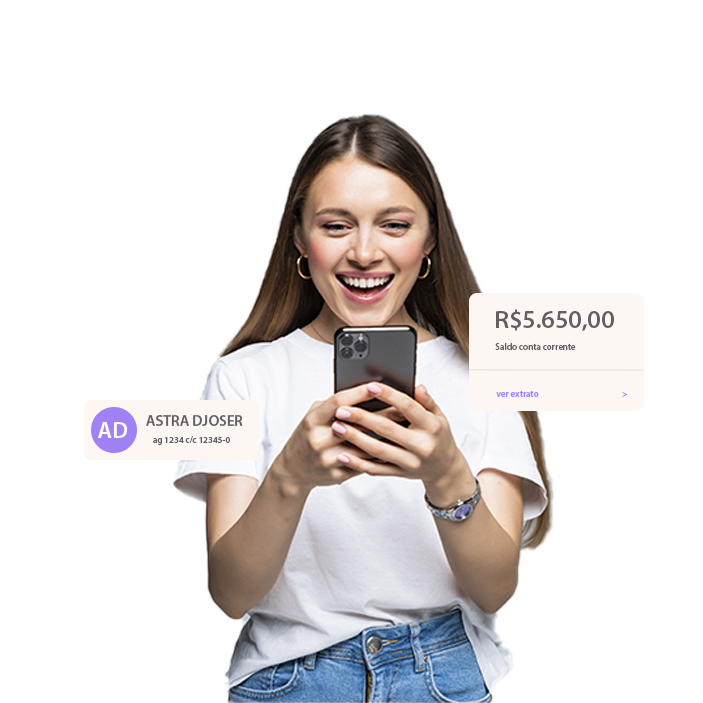 R$5.650,00
Saldo conta corrente
ver extrato >
AD
ASTRA DJOSER
ag 1234 c/c 12345-0